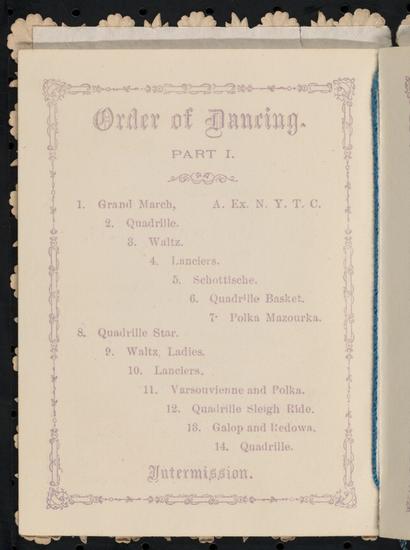 Order of Dancing.
PART I.
1. Grand March, A. Ex. N. Y. T. C.
2. Quadrille.
3. Waltz.
4. Lanciers.
5. Schottische.
6. Quadrille Basket.
7· Polka Mazourka.
8. Quadrille Star.
9. Waltz, Ladies.
10. Lanciers.
11. Varsouvienne and Polka.
12. Quadrille Sleigh Ride.
13. Galop and Redowa.
14. Quadrille.
Intermission.